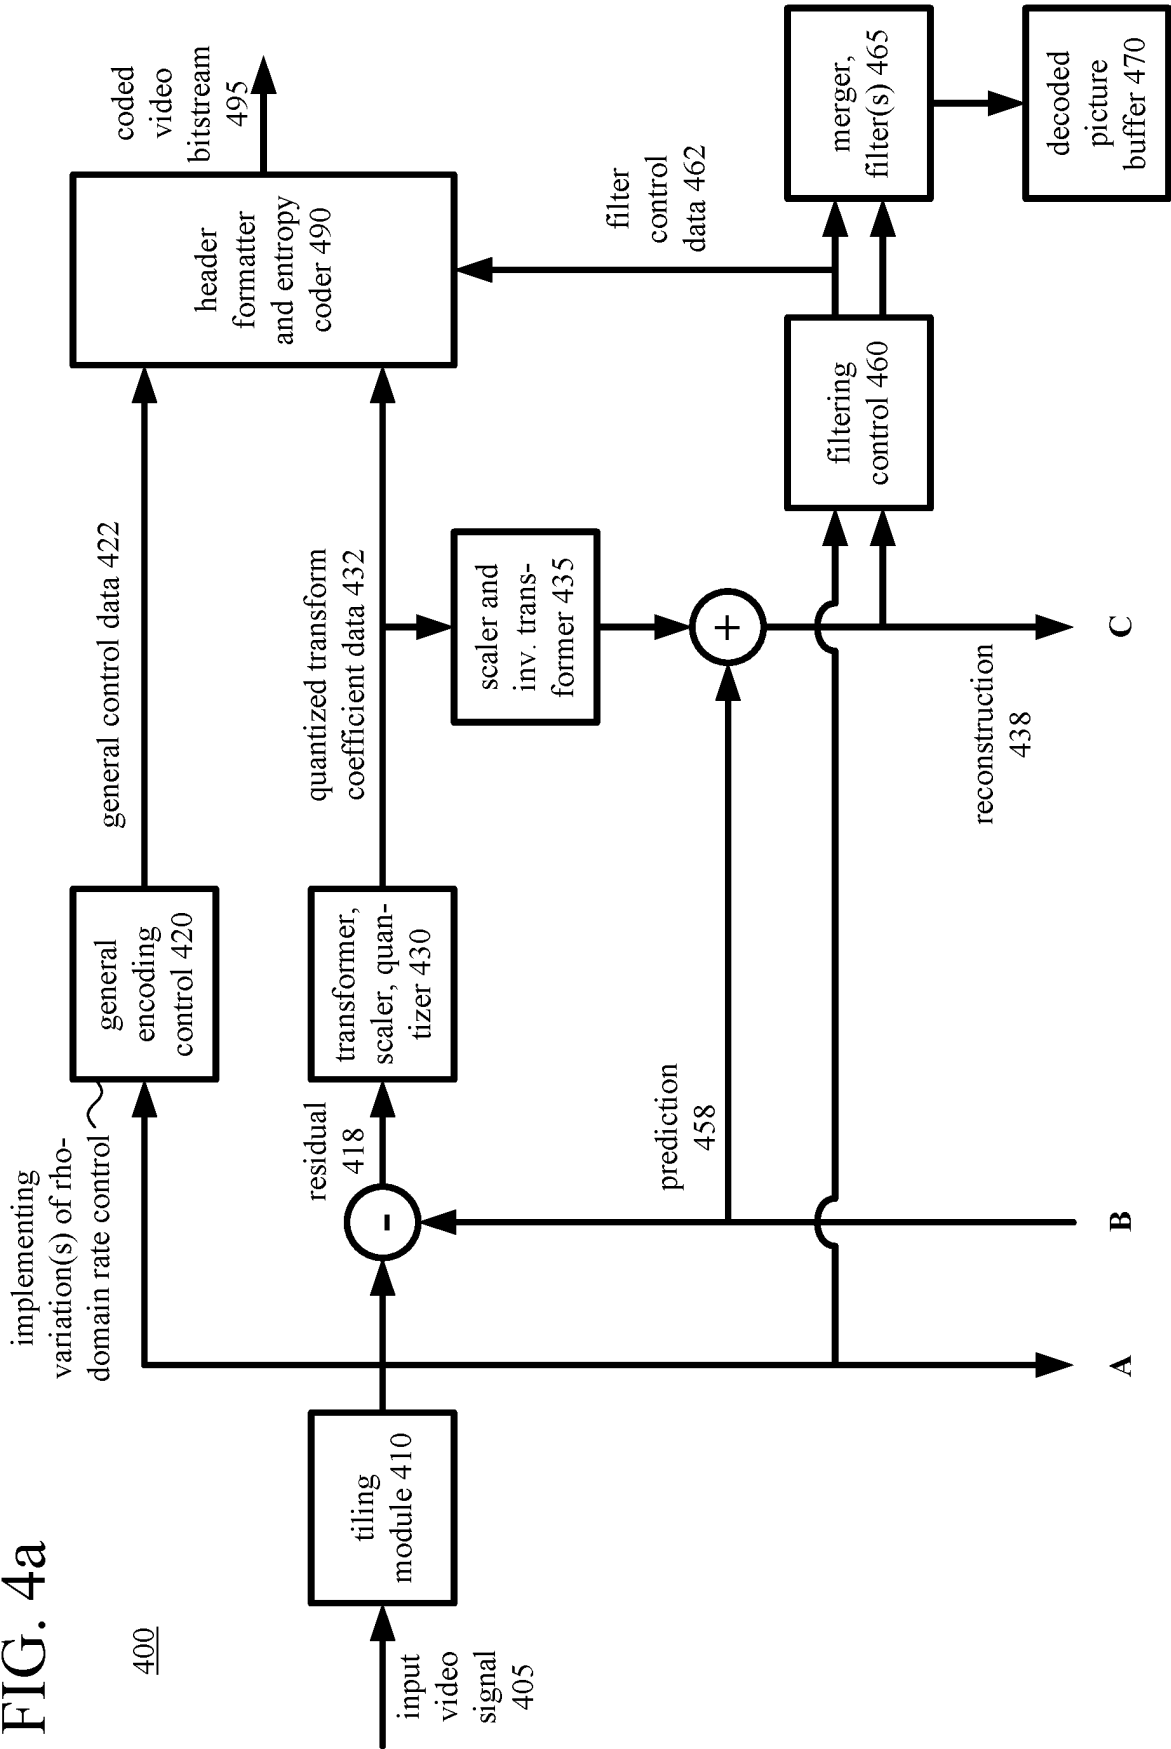 FIG. 4a
400
input
video
signal
405
tiling
module 410
implementing
variation(s) of rho-
domain rate control
general
encoding
control 420
general control data 422
residual
418
-
transformer,
scaler, quan-
tizer 430
quantized transform
coefficient data 432
header
formatter
and entropy
coder 490
coded
video
bitstream
495
scaler and
inv. trans-
former 435
+
prediction
458
filter
control
data 462
filtering
control 460
merger,
filter(s) 465
decoded
picture
buffer 470
reconstruction
438
A
B
C